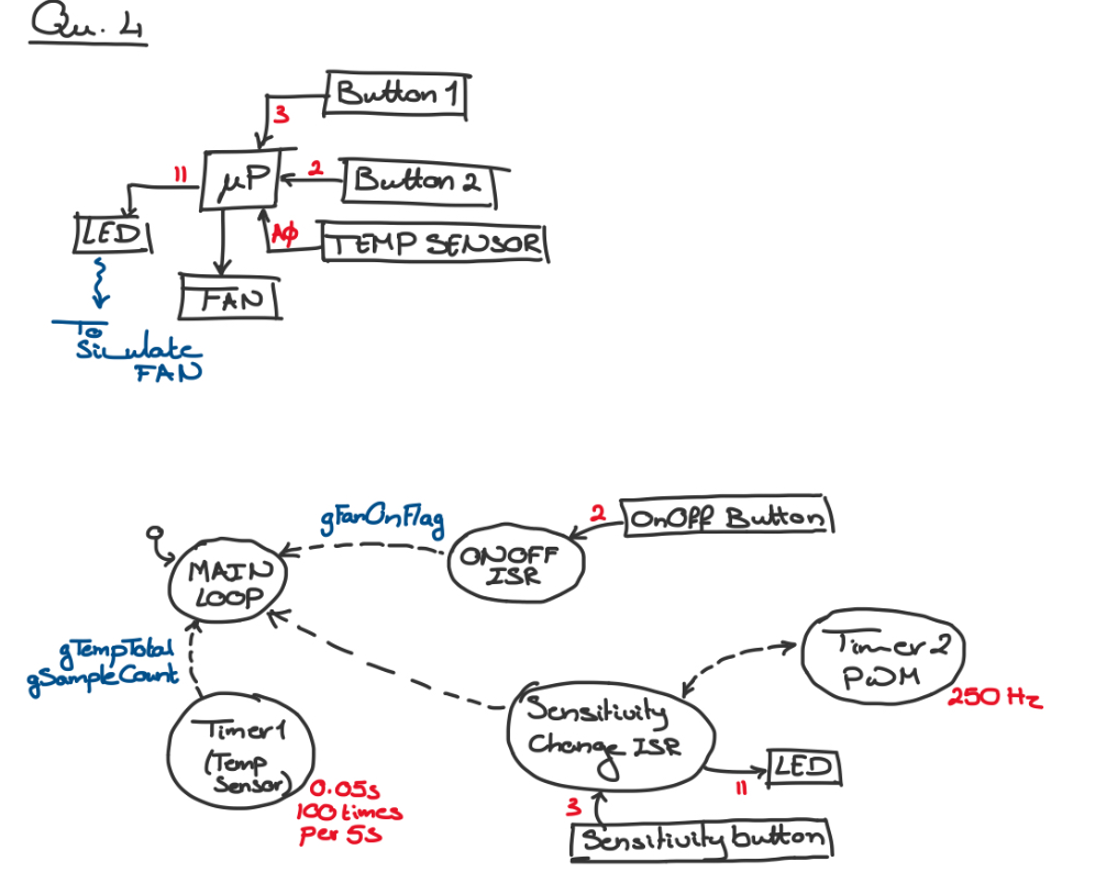 Qu. 4
Button 1
3
11
µP
2
Button 2
LED
AØ
TEMP SENSOR
FAN
To
Simulate
FAN
gFanOnFlag
2
OnOff Button
MAIN
LOOP
ONOFF
ISR
gTempTotal
gSampleCount
Timer 2
PWM
250 Hz
Sensitivity
Change ISR
Timer1
(Temp
Sensor)
0.05s
100 times
per 5s
LED
11
3
Sensitivity button